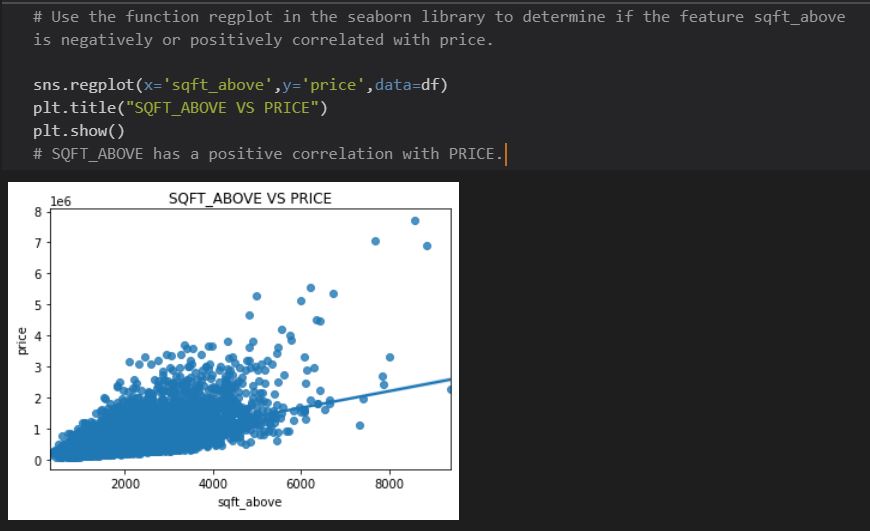 # Use the function regplot in the seaborn library to determine if the feature sqft_above
is negatively or positively correlated with price.
sns.regplot(x='sqft_above',y='price',data=df)
plt.title("SQFT_ABOVE VS PRICE")
plt.show()
# SQFT_ABOVE has a positive correlation with PRICE.
SQFT_ABOVE VS PRICE
1e6
8
7
6
5
4
3
2
1
0
price
2000 4000 6000 8000
sqft_above